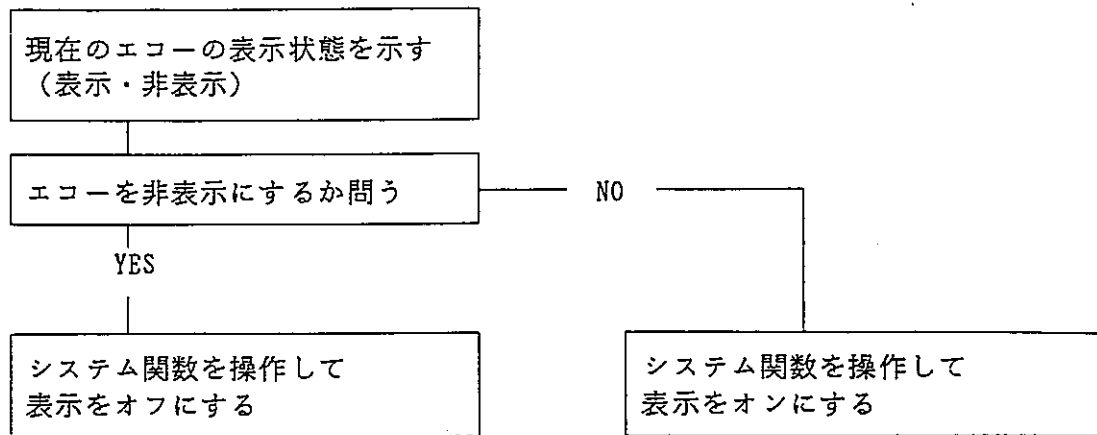 現在のエコーの表示状態を示す
（表示・非表示）
エコーを非表示にするか問う
NO
YES
システム関数を操作して
表示をオフにする
システム関数を操作して
表示をオンにする